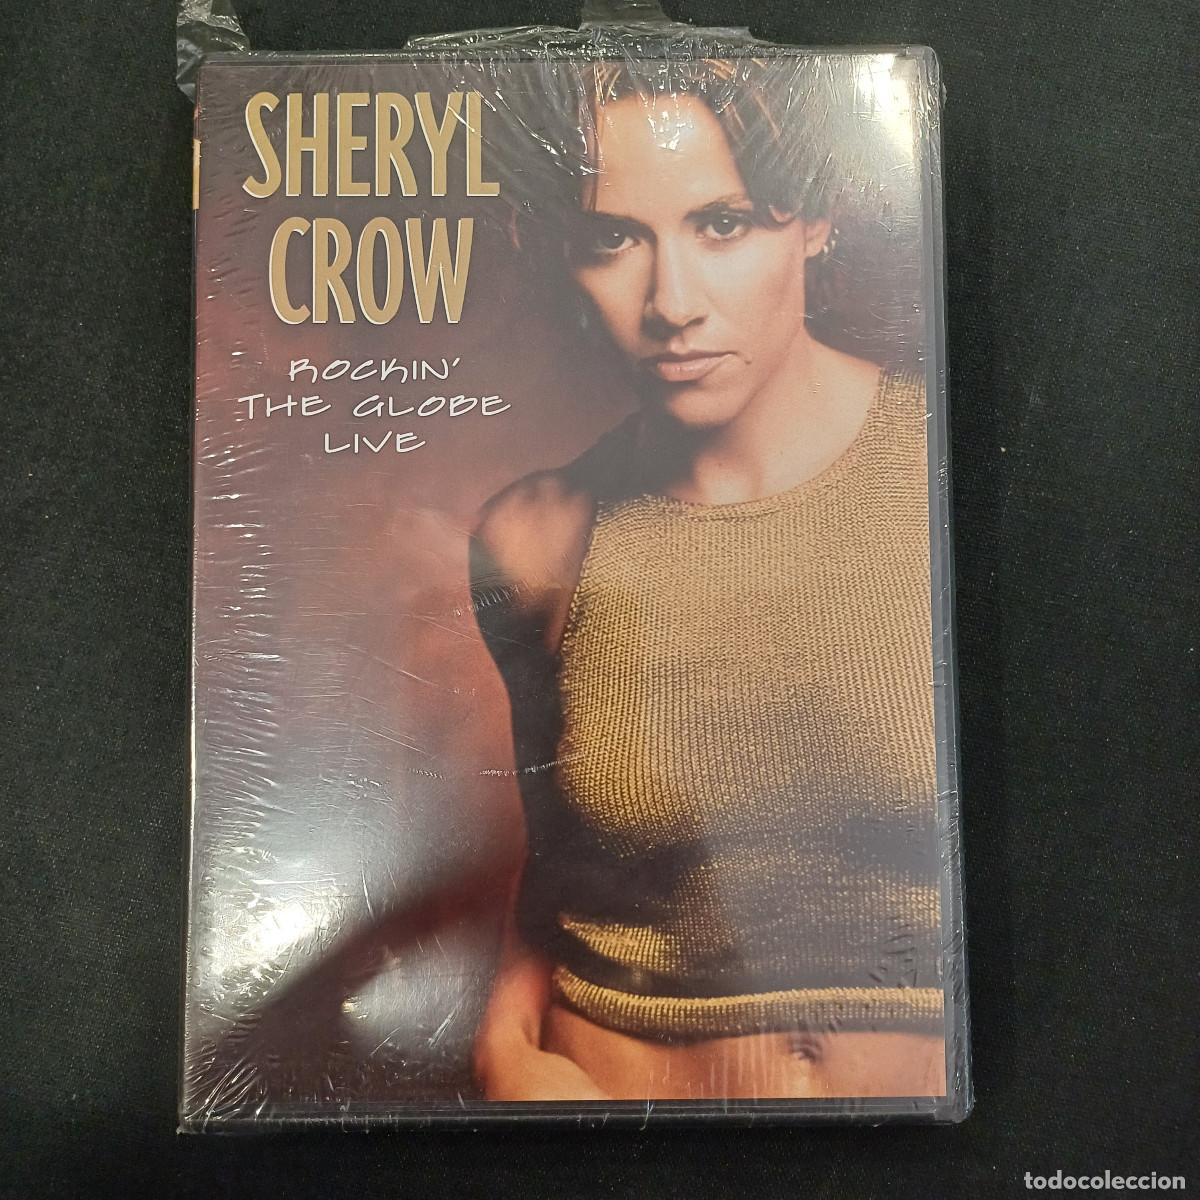 SHERYL
CROW
ROCKIN'
THE GLOBE
LIVE
todocoleccion